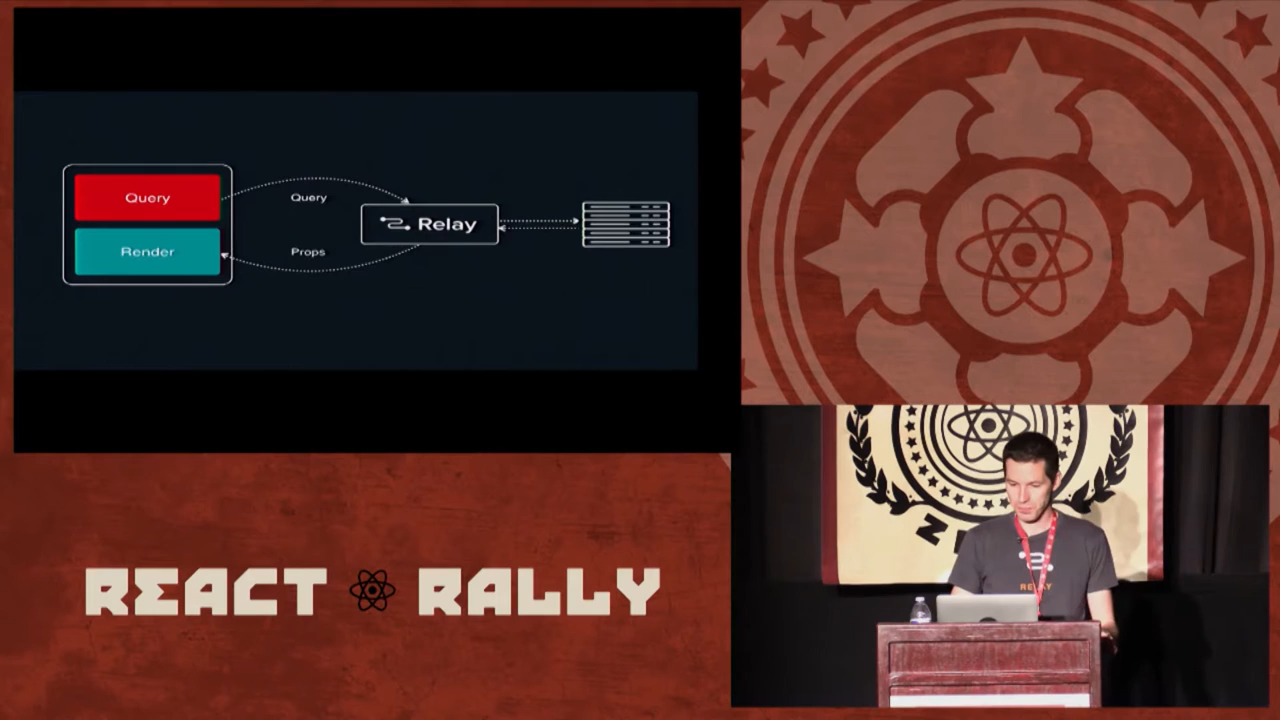 Query
Render
Query
Props
Relay
REACT RALLY
RELAY